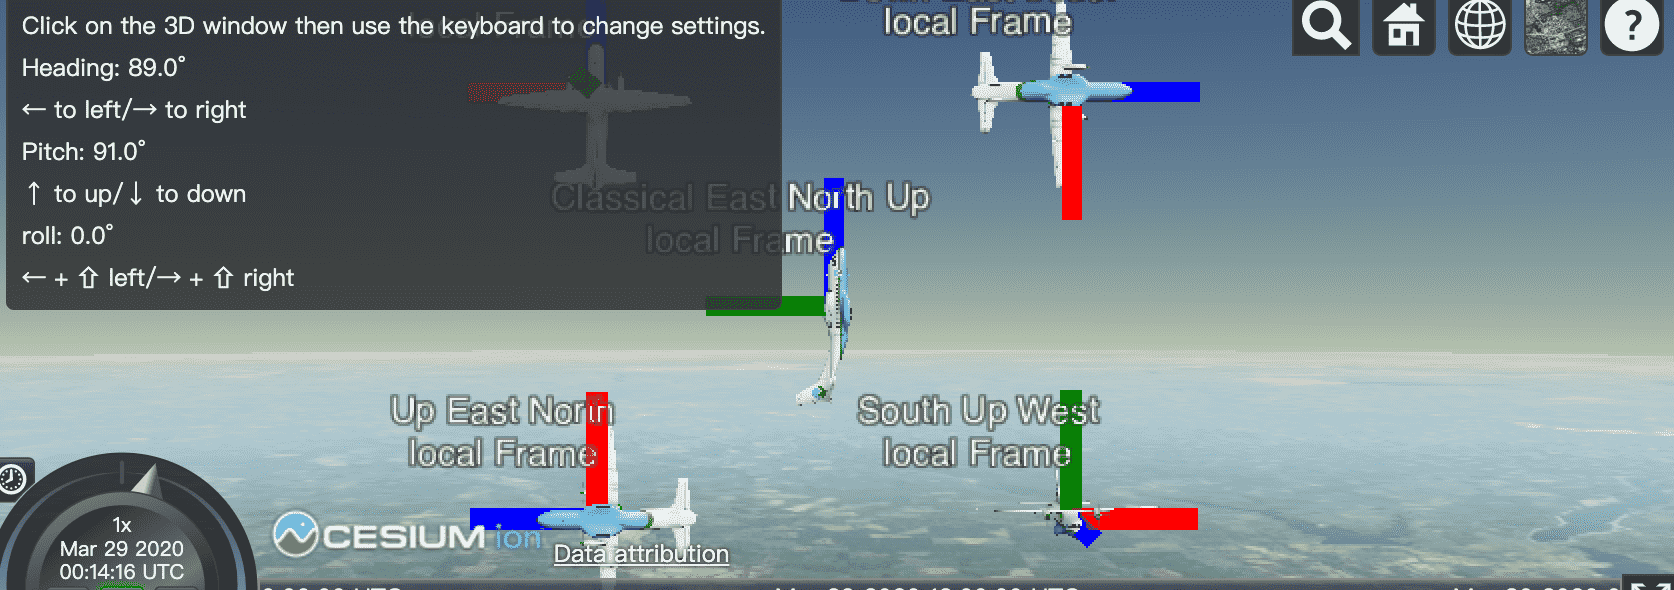 Click on the 3D window then use the keyboard to change settings.
Heading: 89.0°
← to left/→ to right
Pitch: 91.0°
↑ to up/↓ to down
roll: 0.0°
← + ⇧ left/→ + ⇧ right
local Frame
local Frame
Classical East North Up
local Frame
Up East North
local Frame
South Up West
local Frame
1x
Mar 29 2020
00:14:16 UTC
CESIUM ion
Data attribution
?